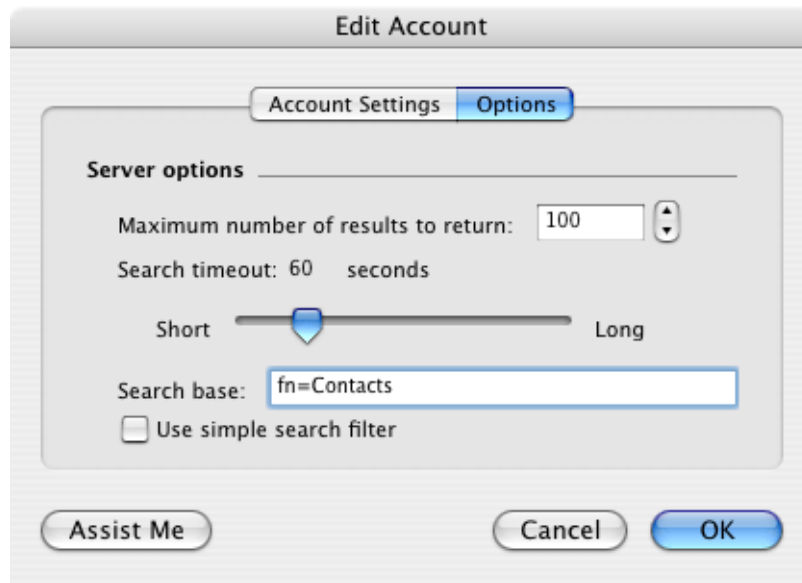 Edit Account
Account Settings Options
Server options
Maximum number of results to return: 100
Search timeout: 60 seconds
Short Long
Search base: fn=Contacts
Use simple search filter
Assist Me Cancel OK